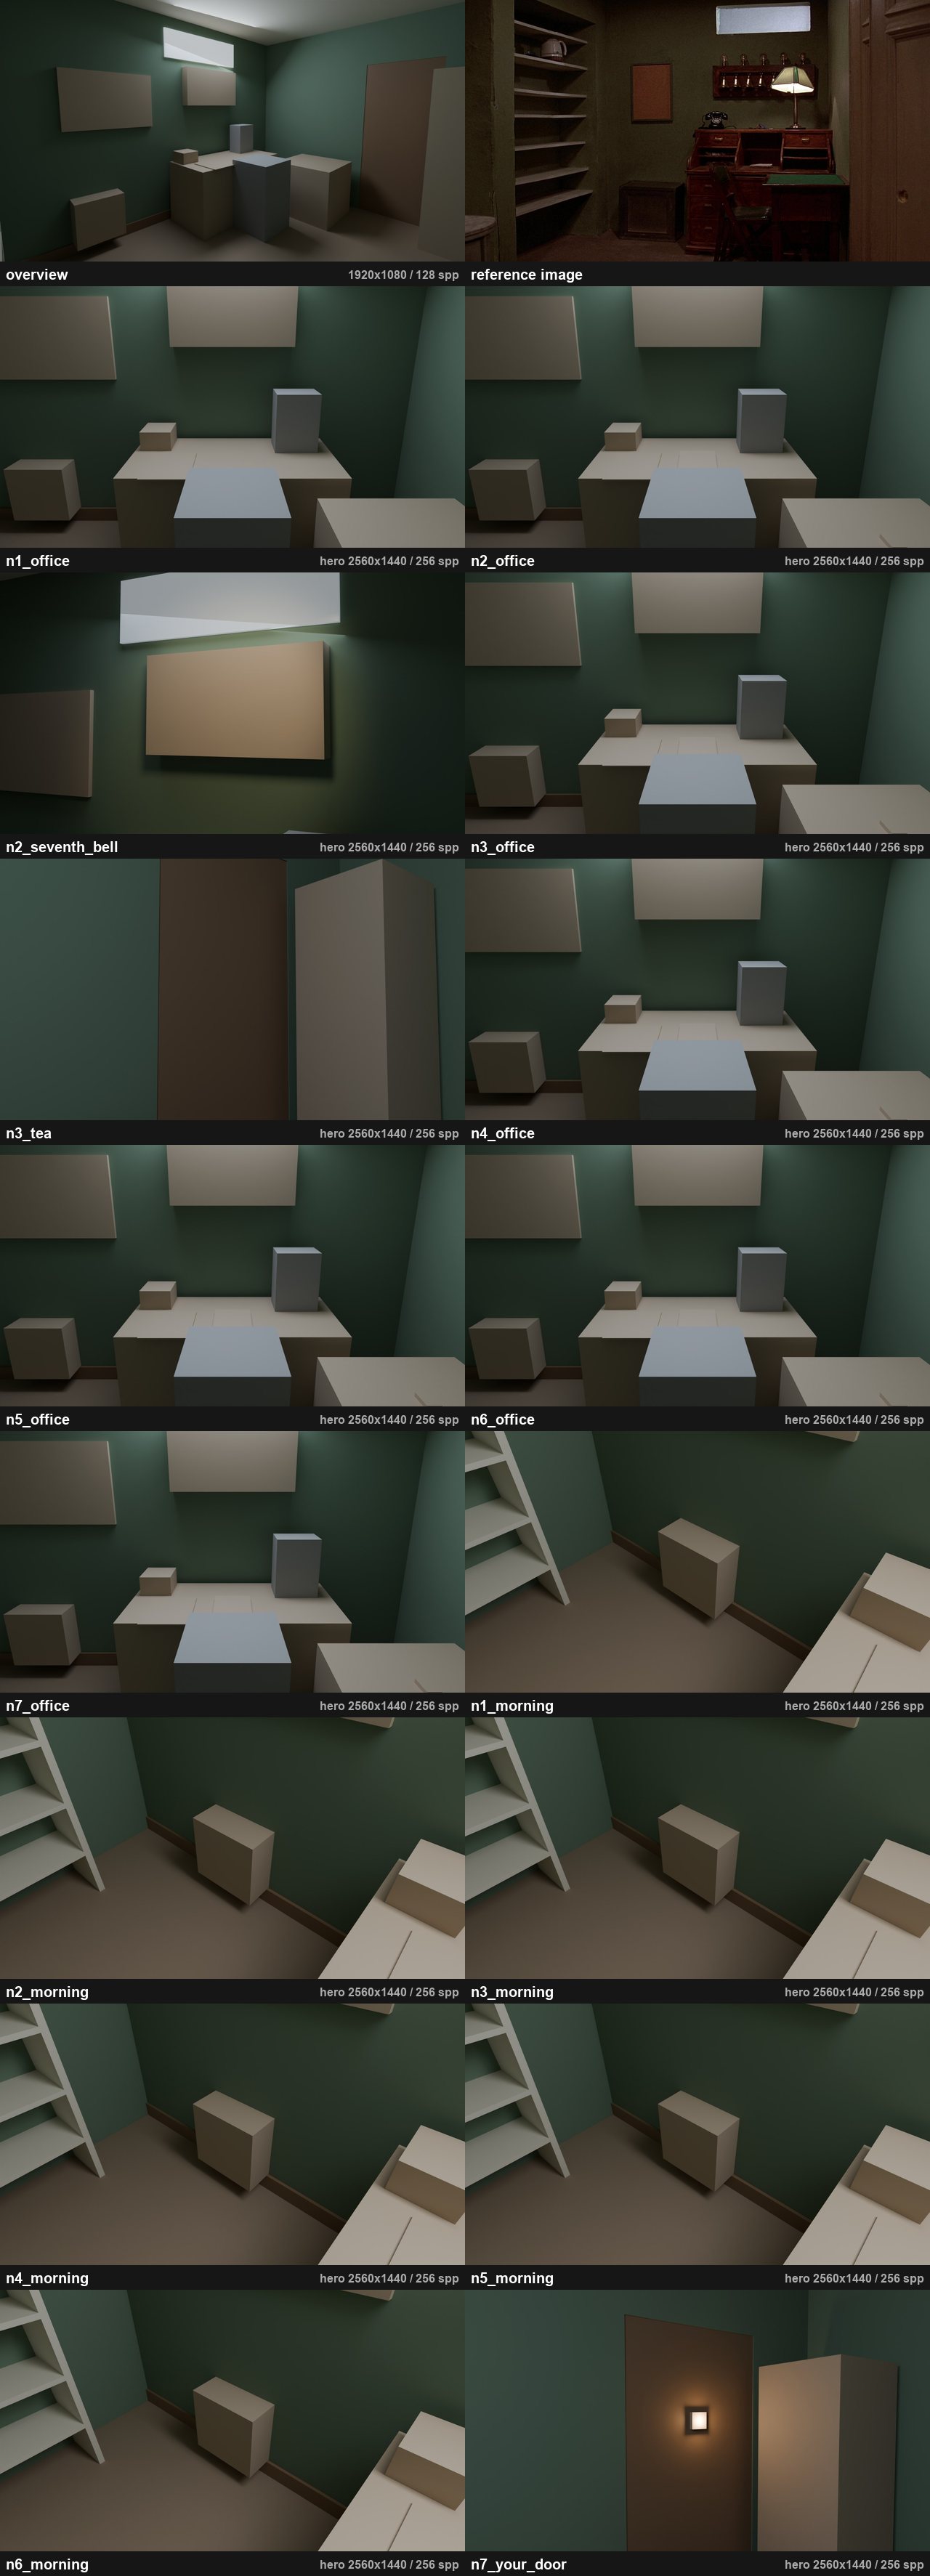 overview 1920x1080 / 128 spp
reference image
n1_office hero 2560x1440 / 256 spp
n2_office hero 2560x1440 / 256 spp
n2_seventh_bell hero 2560x1440 / 256 spp
n3_office hero 2560x1440 / 256 spp
n3_tea hero 2560x1440 / 256 spp
n4_office hero 2560x1440 / 256 spp
n5_office hero 2560x1440 / 256 spp
n6_office hero 2560x1440 / 256 spp
n7_office hero 2560x1440 / 256 spp
n1_morning hero 2560x1440 / 256 spp
n2_morning hero 2560x1440 / 256 spp
n3_morning hero 2560x1440 / 256 spp
n4_morning hero 2560x1440 / 256 spp
n5_morning hero 2560x1440 / 256 spp
n6_morning hero 2560x1440 / 256 spp
n7_your_door hero 2560x1440 / 256 spp